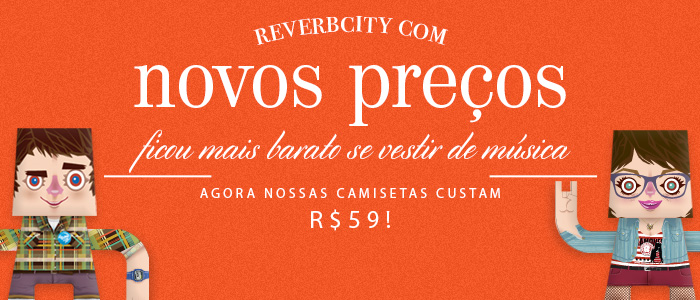 REVERBCITY COM
novos preços
ficou mais barato se vestir de música
AGORA NOSSAS CAMISETAS CUSTAM
R$59!